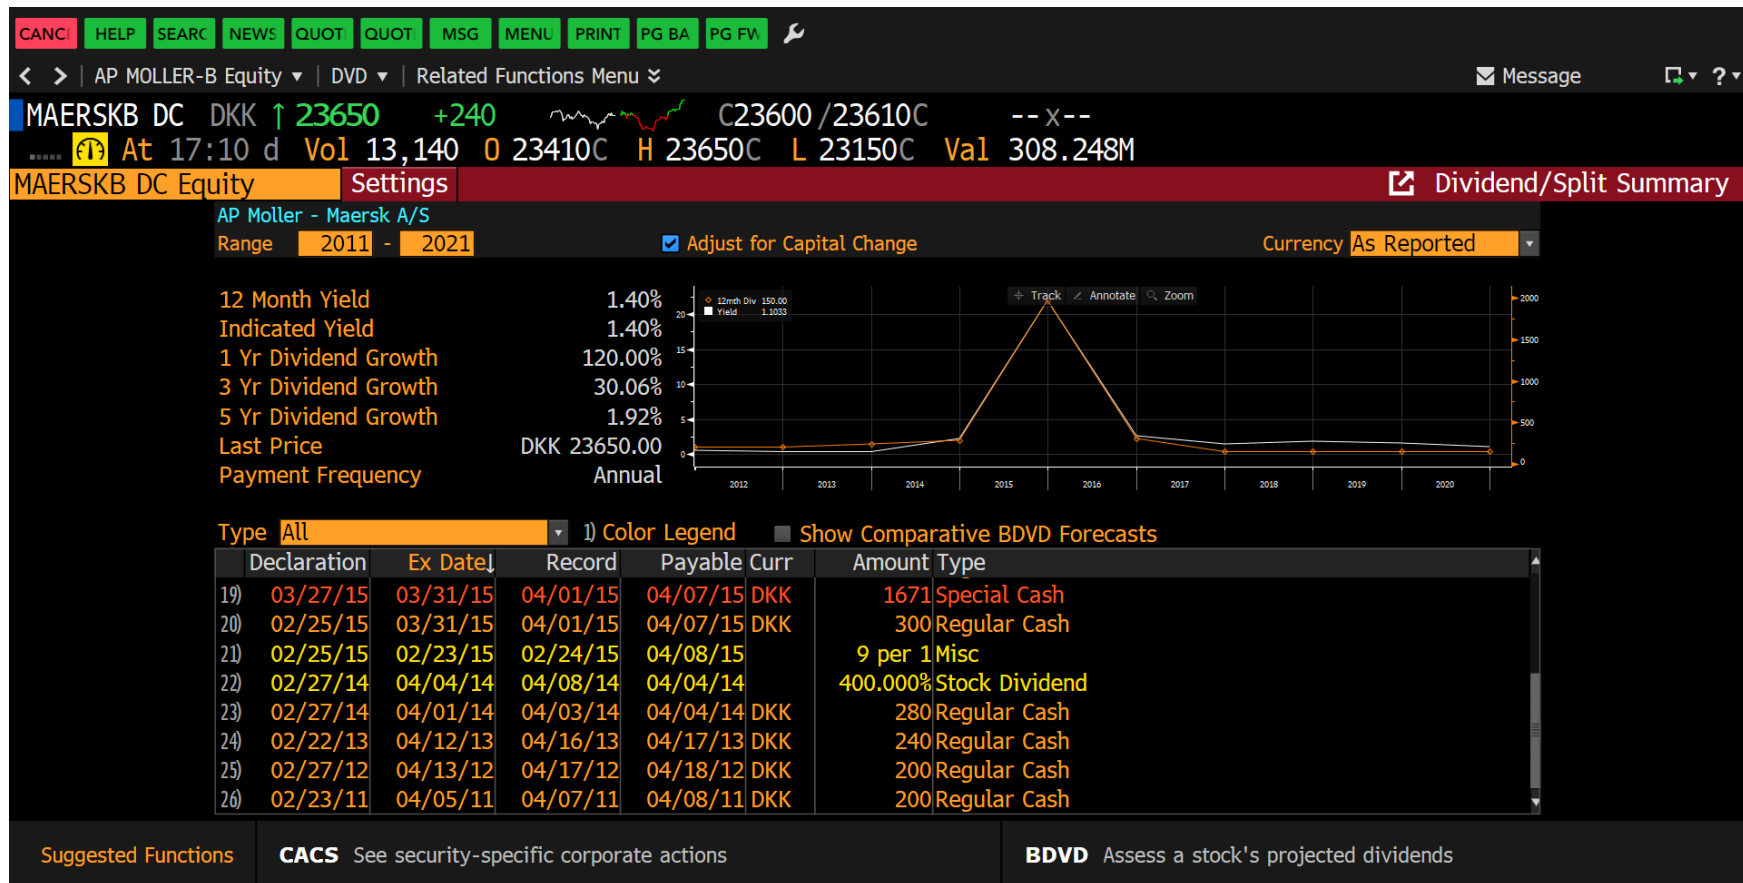 CANC HELP SEARC NEWS QUOT QUOT MSG MENU PRINT PG BA PG FW
< > AP MOLLER-B Equity ▾ DVD ▾ Related Functions Menu Message ?
MAERSKB DC DKK ↑ 23650 +240 C23600/23610C --x--
At 17:10 d Vol 13,140 O 23410C H 23650C L 23150C Val 308.248M
MAERSKB DC Equity Settings Dividend/Split Summary
AP Moller - Maersk A/S
Range 2011 - 2021 Adjust for Capital Change Currency As Reported
12 Month Yield 1.40%
Indicated Yield 1.40%
1 Yr Dividend Growth 120.00%
3 Yr Dividend Growth 30.06%
5 Yr Dividend Growth 1.92%
Last Price DKK 23650.00
Payment Frequency Annual
12mth Div 150.00
Yield 1.1033
Track Annotate Zoom
20
15
10
5
0
2000
1500
1000
500
0
2012 2013 2014 2015 2016 2017 2018 2019 2020
Type All 1) Color Legend Show Comparative BDVD Forecasts
Declaration Ex Date↓ Record Payable Curr Amount Type
19) 03/27/15 03/31/15 04/01/15 04/07/15 DKK 1671 Special Cash
20) 02/25/15 03/31/15 04/01/15 04/07/15 DKK 300 Regular Cash
21) 02/25/15 02/23/15 02/24/15 04/08/15 9 per 1 Misc
22) 02/27/14 04/04/14 04/08/14 04/04/14 400.000% Stock Dividend
23) 02/27/14 04/01/14 04/03/14 04/04/14 DKK 280 Regular Cash
24) 02/22/13 04/12/13 04/16/13 04/17/13 DKK 240 Regular Cash
25) 02/27/12 04/13/12 04/17/12 04/18/12 DKK 200 Regular Cash
26) 02/23/11 04/05/11 04/07/11 04/08/11 DKK 200 Regular Cash
Suggested Functions CACS See security-specific corporate actions BDVD Assess a stock's projected dividends